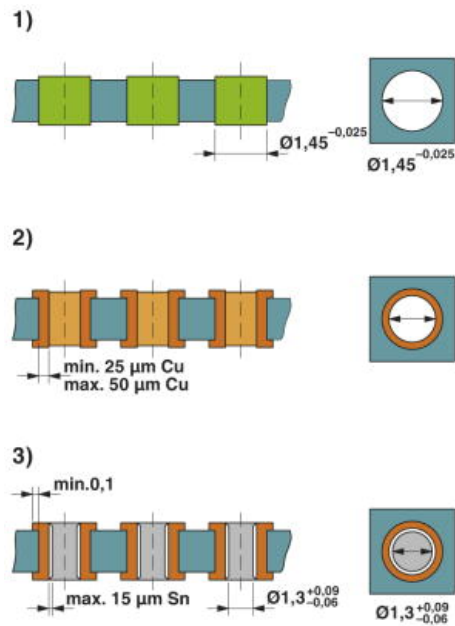 1)
Ø1,45 -0,025
Ø1,45 -0,025
2)
min. 25 µm Cu
max. 50 µm Cu
3)
min.0,1
max. 15 µm Sn
Ø1,3 +0,09 -0,06
Ø1,3 +0,09 -0,06